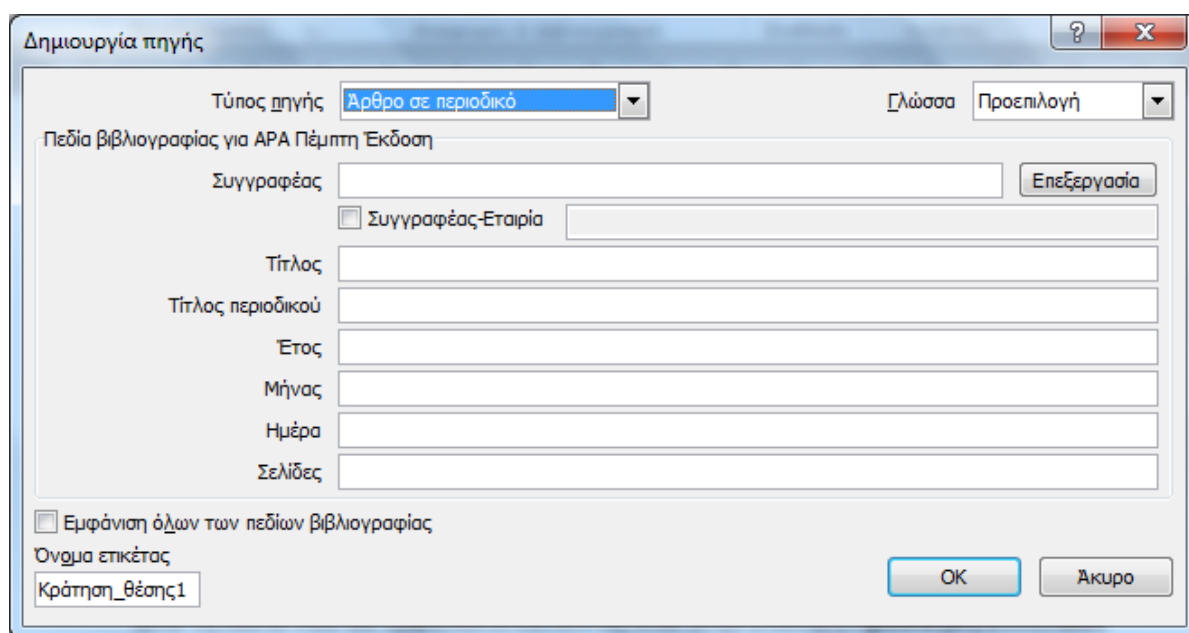 Δημιουργία πηγής
Τύπος πηγής Άρθρο σε περιοδικό Γλώσσα Προεπιλογή
Πεδία βιβλιογραφίας για APA Πέμπτη Έκδοση
Συγγραφέας Επεξεργασία
Συγγραφέας-Εταιρία
Τίτλος
Τίτλος περιοδικού
Έτος
Μήνας
Ημέρα
Σελίδες
Εμφάνιση όλων των πεδίων βιβλιογραφίας
Όνομα ετικέτας
Κράτηση_θέσης1 OK Άκυρο